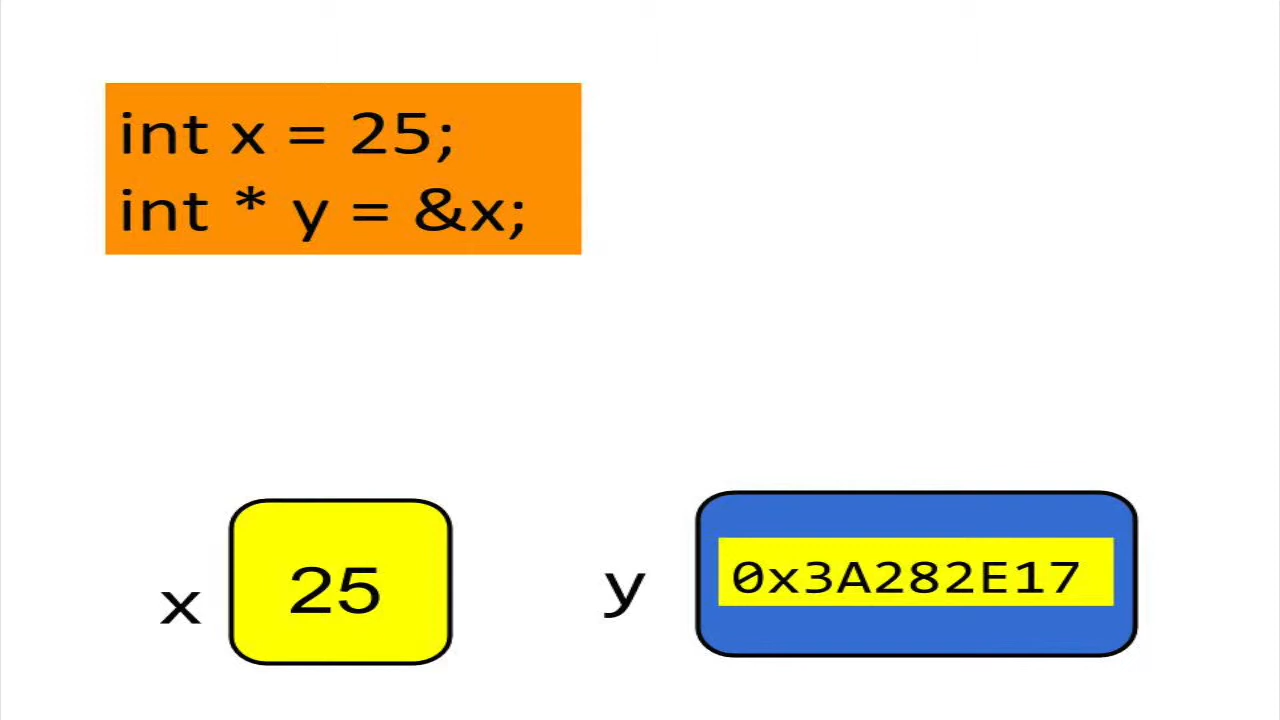 int x = 25;
int * y = &x;
x
25
y
0x3A282E17